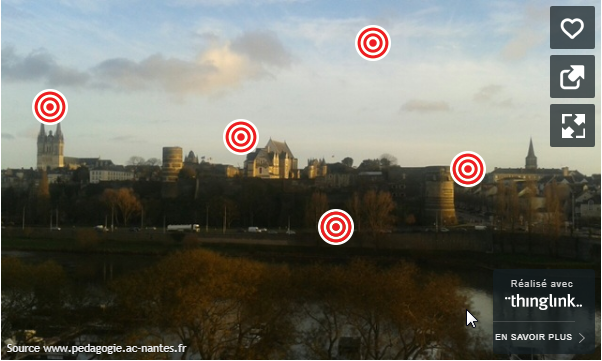 Réalisé avec
thinglink..
EN SAVOIR PLUS >
Source www.pedagogie.ac-nantes.fr